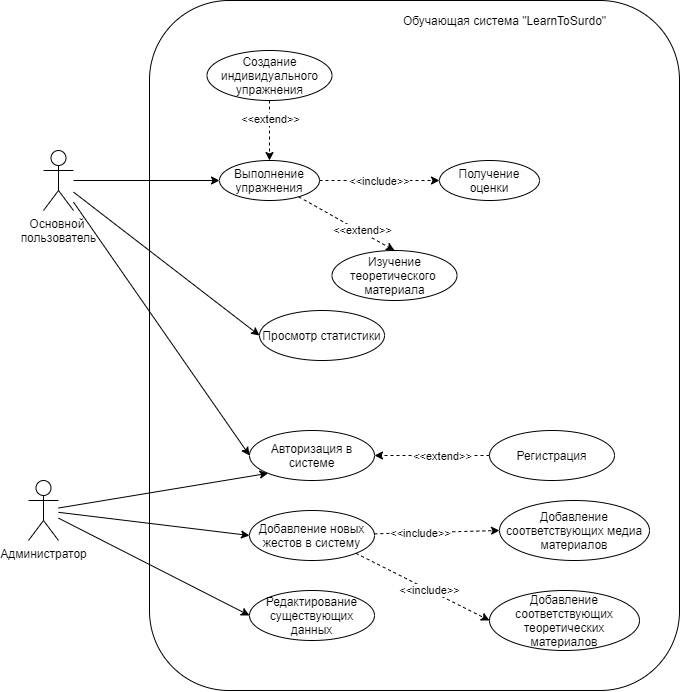 Обучающая система "LearnToSurdo"
Создание
индивидуального
упражнения
<<extend>>
Выполнение
упражнения
<<include>>
Получение
оценки
Основной
пользователь
<<extend>>
Изучение
теоретического
материала
Просмотр статистики
Авторизация в
системе
<<extend>>
Регистрация
Администратор
Добавление новых
жестов в систему
<<include>>
Добавление
соответствующих медиа
материалов
<<include>>
Редактирование
существующих
данных
Добавление
соответствующих
теоретических
материалов